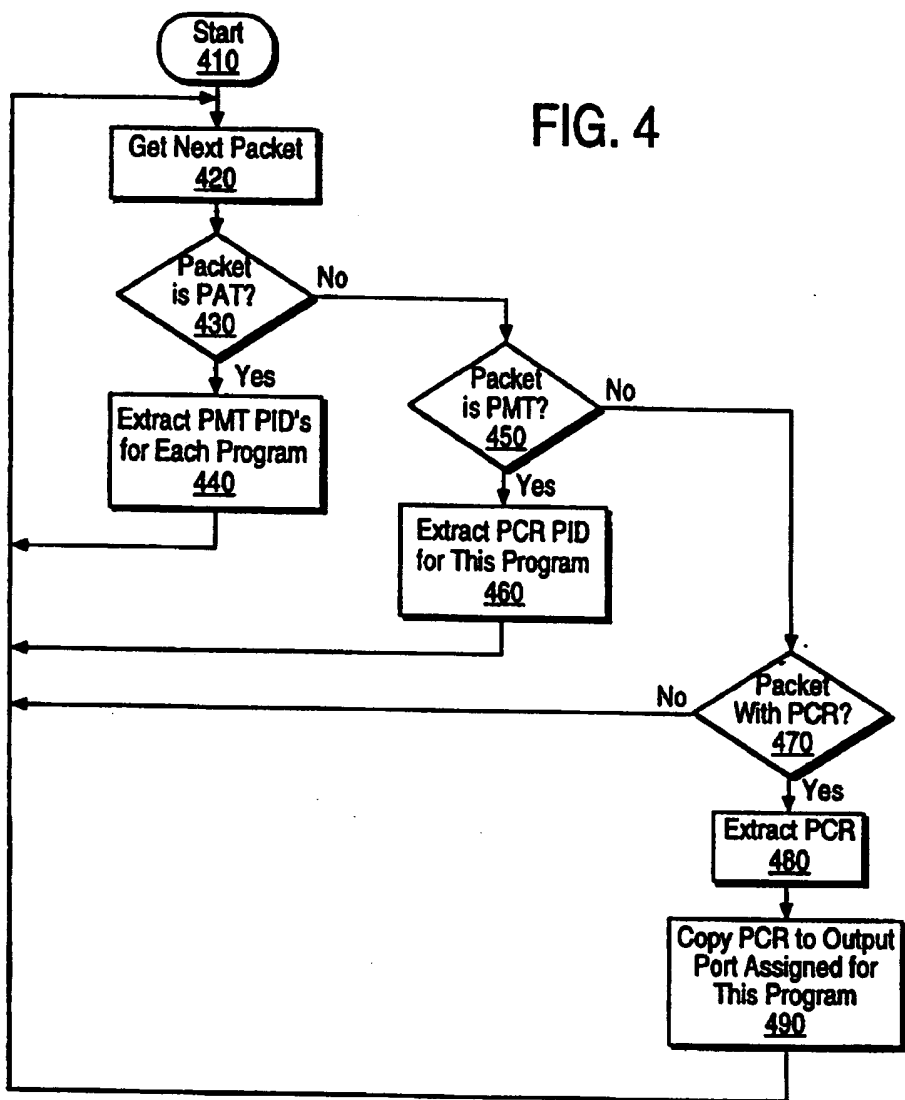 Start
410
FIG. 4
Get Next Packet
420
Packet
is PAT?
430
No
Yes
Extract PMT PID's
for Each Program
440
Packet
is PMT?
450
No
Yes
Extract PCR PID
for This Program
460
Packet
With PCR?
470
No
Yes
Extract PCR
480
Copy PCR to Output
Port Assigned for
This Program
490